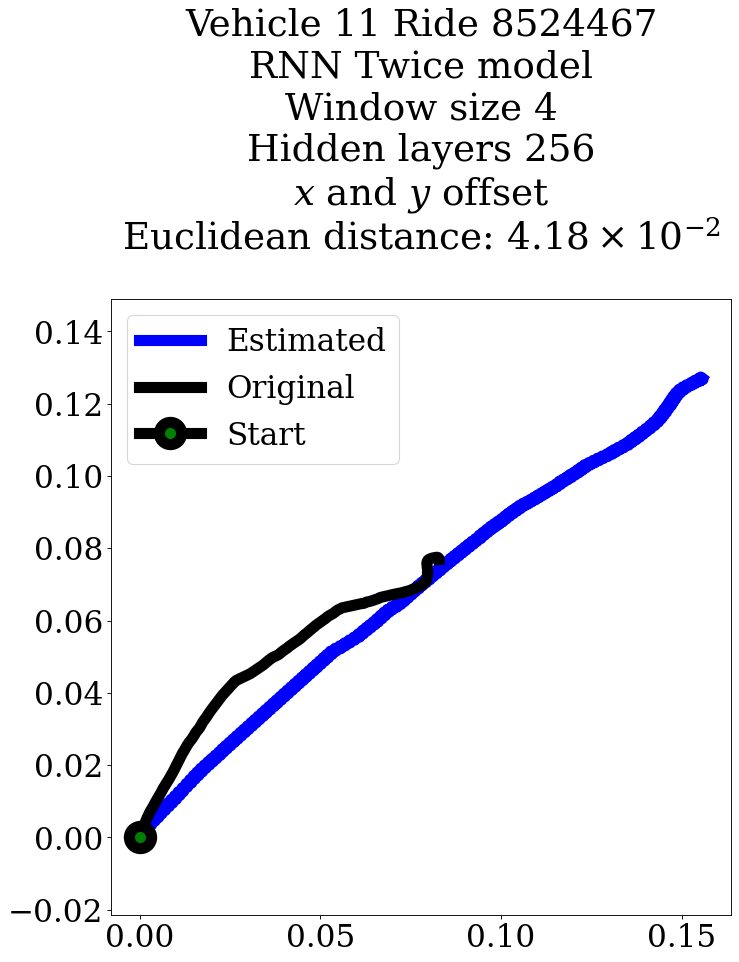 Vehicle 11 Ride 8524467
RNN Twice model
Window size 4
Hidden layers 256
x and y offset
Euclidean distance: 4.18 × 10⁻²
Estimated
Original
Start
0.14
0.12
0.10
0.08
0.06
0.04
0.02
0.00
−0.02
0.00 0.05 0.10 0.15